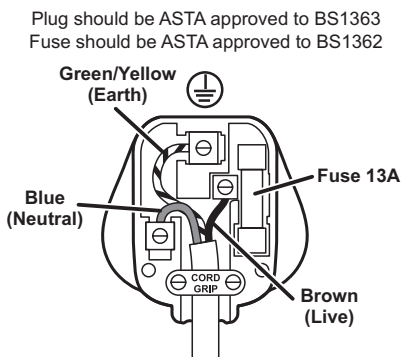 Plug should be ASTA approved to BS1363
Fuse should be ASTA approved to BS1362
Green/Yellow
(Earth)
Fuse 13A
Blue
(Neutral)
CORD
GRIP
Brown
(Live)